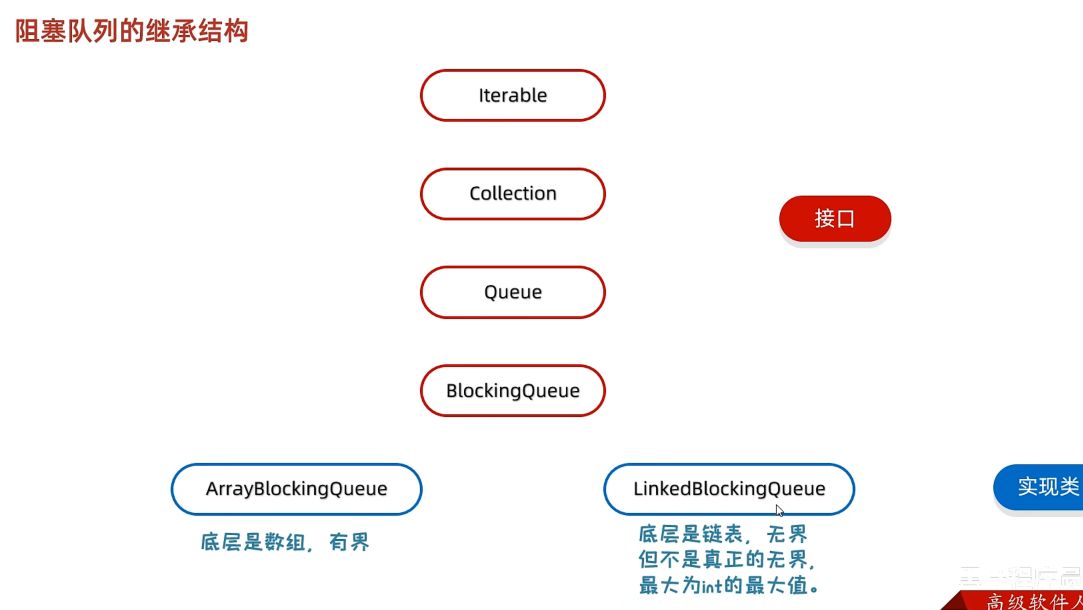 阻塞队列的继承结构
Iterable
Collection
接口
Queue
BlockingQueue
ArrayBlockingQueue
LinkedBlockingQueue
实现类
底层是数组，有界
底层是链表，无界
但不是真正的无界，
最大为int的最大值。
高级软件人